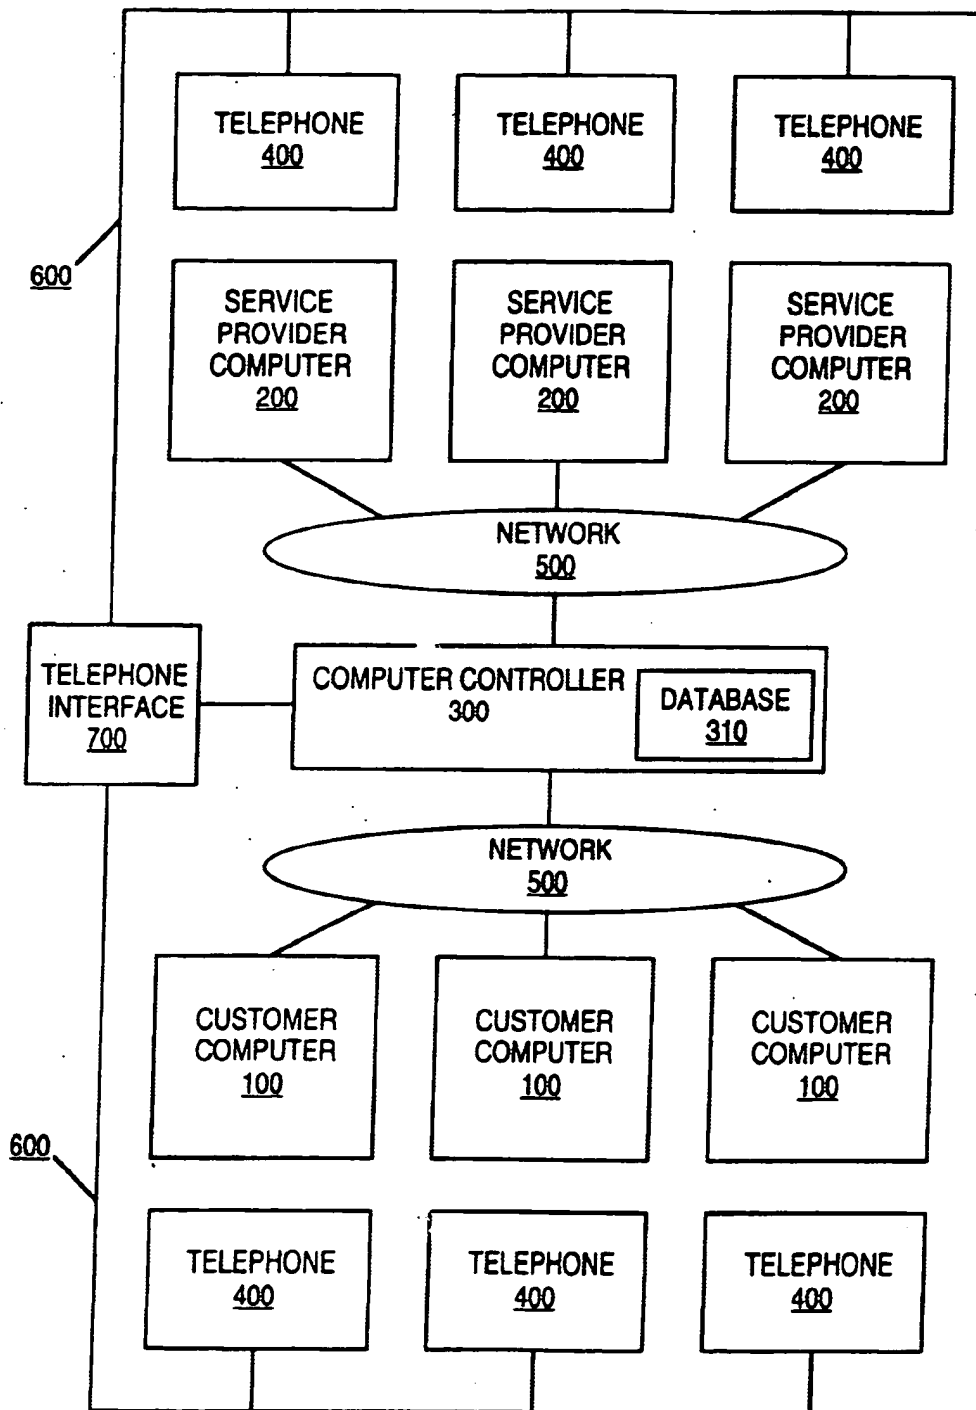 TELEPHONE
400
TELEPHONE
400
TELEPHONE
400
600
SERVICE
PROVIDER
COMPUTER
200
SERVICE
PROVIDER
COMPUTER
200
SERVICE
PROVIDER
COMPUTER
200
NETWORK
500
TELEPHONE
INTERFACE
700
COMPUTER CONTROLLER
300
DATABASE
310
NETWORK
500
CUSTOMER
COMPUTER
100
CUSTOMER
COMPUTER
100
CUSTOMER
COMPUTER
100
600
TELEPHONE
400
TELEPHONE
400
TELEPHONE
400